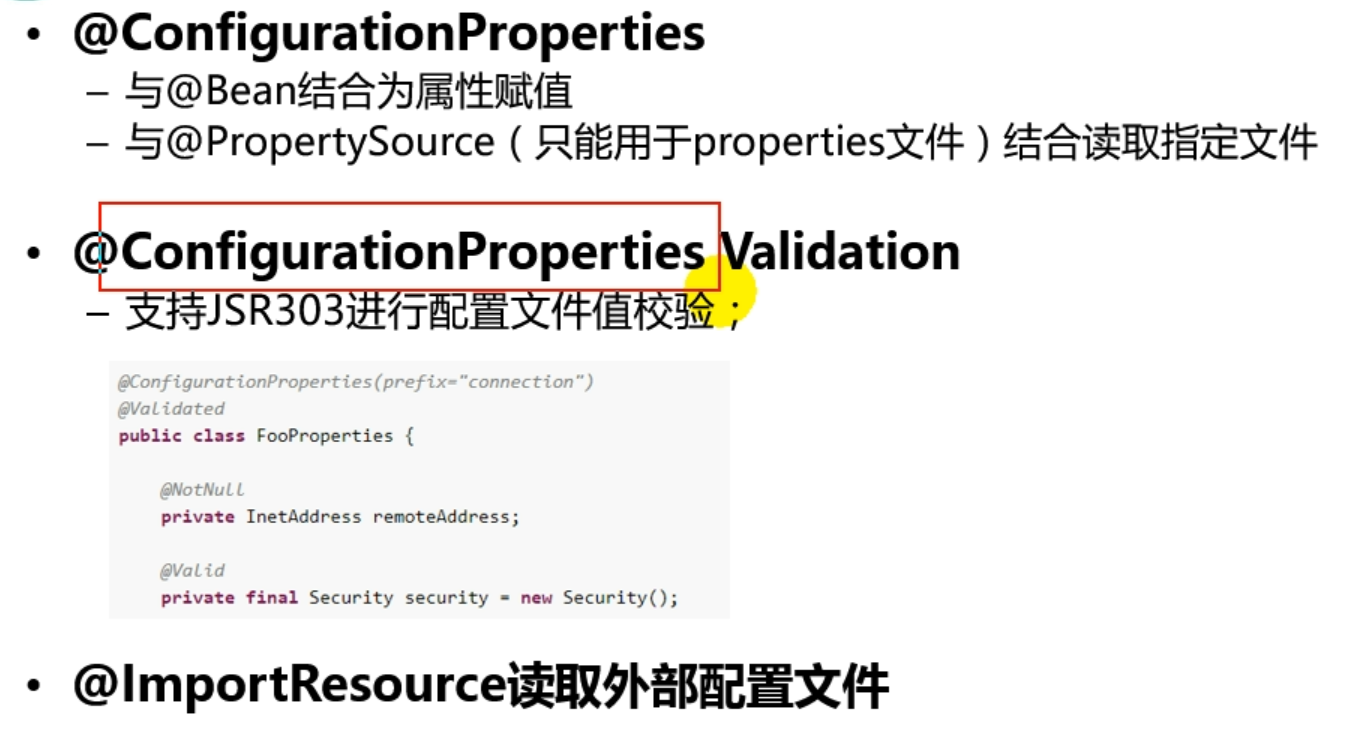 • @ConfigurationProperties
– 与@Bean结合为属性赋值
– 与@PropertySource（只能用于properties文件）结合读取指定文件
• @ConfigurationProperties Validation
– 支持JSR303进行配置文件值校验；
@ConfigurationProperties(prefix="connection")
@Validated
public class FooProperties {
@NotNull
private InetAddress remoteAddress;
@Valid
private final Security security = new Security();
• @ImportResource读取外部配置文件